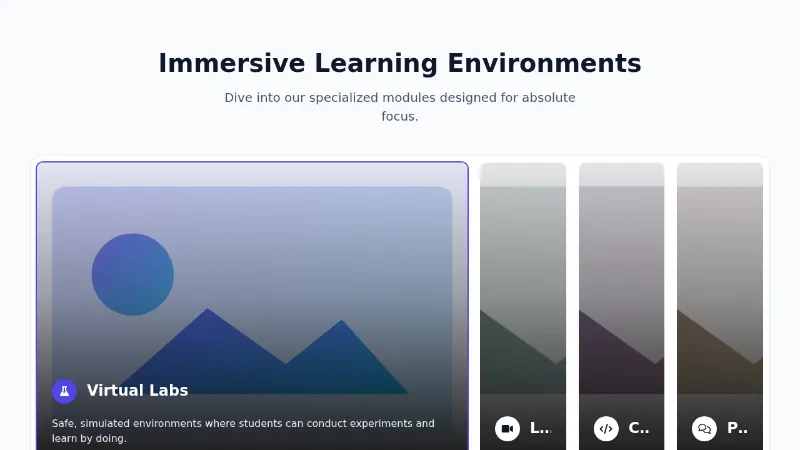 Immersive Learning Environments
Dive into our specialized modules designed for absolute
focus.
Virtual Labs
Safe, simulated environments where students can conduct experiments and
learn by doing.
L...
C...
P...